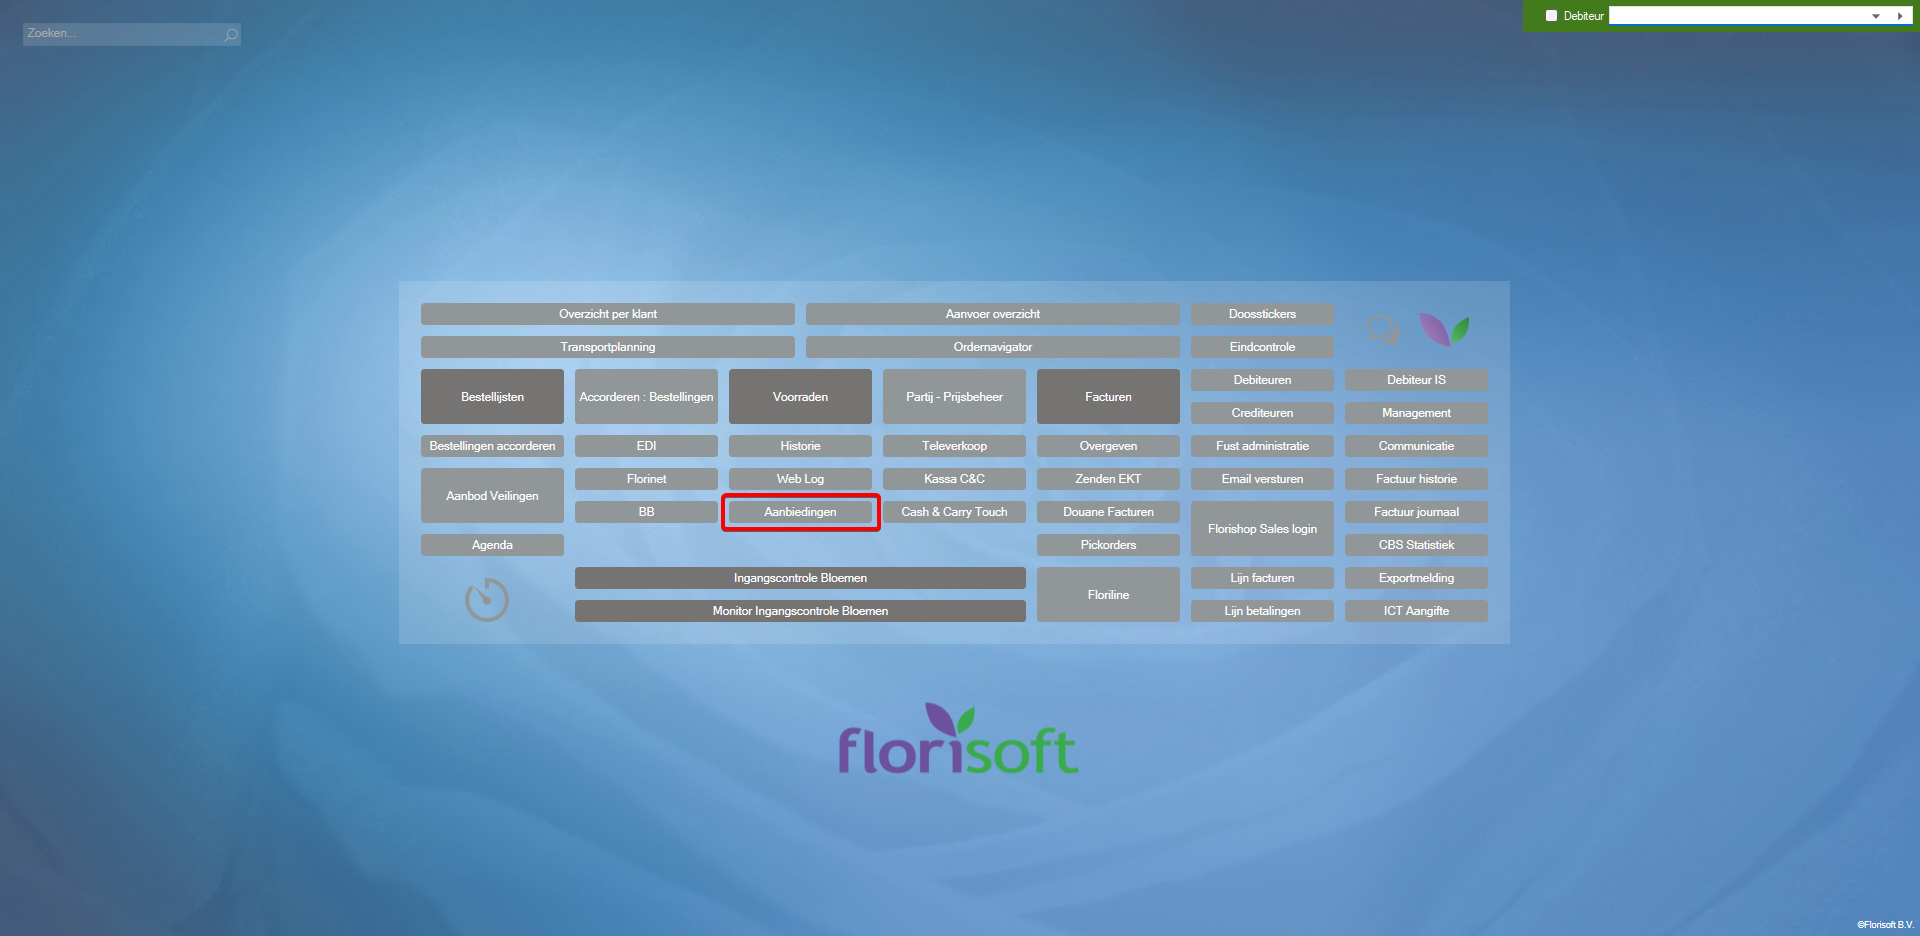 Zoeken...
Debiteur
Overzicht per klant
Aanvoer overzicht
Doosstickers
Transportplanning
Ordernavigator
Eindcontrole
Bestellijsten
Accorderen : Bestellingen
Voorraden
Partij - Prijsbeheer
Facturen
Debiteuren
Debiteur IS
Crediteuren
Management
Bestellingen accorderen
EDI
Historie
Televerkoop
Overgeven
Fust administratie
Communicatie
Aanbod Veilingen
Florinet
Web Log
Kassa C&C
Zenden EKT
Email versturen
Factuur historie
BB
Aanbiedingen
Cash & Carry Touch
Douane Facturen
Florishop Sales login
Factuur journaal
Agenda
Pickorders
CBS Statistiek
Ingangscontrole Bloemen
Floriline
Lijn facturen
Exportmelding
Monitor Ingangscontrole Bloemen
Lijn betalingen
ICT Aangifte
florisoft
©Florisoft B.V.